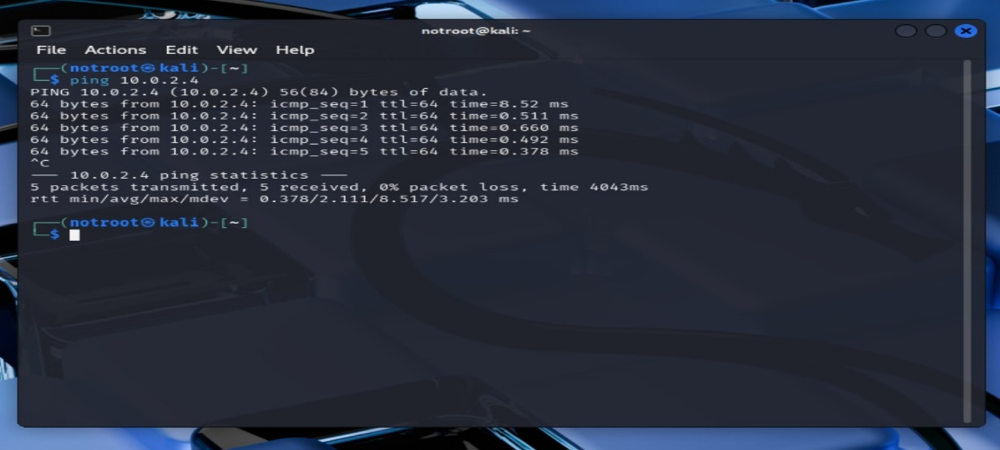 notroot@kali: ~
File Actions Edit View Help
┌──(notroot㉿kali)-[~]
└─$ ping 10.0.2.4
PING 10.0.2.4 (10.0.2.4) 56(84) bytes of data.
64 bytes from 10.0.2.4: icmp_seq=1 ttl=64 time=8.52 ms
64 bytes from 10.0.2.4: icmp_seq=2 ttl=64 time=0.511 ms
64 bytes from 10.0.2.4: icmp_seq=3 ttl=64 time=0.660 ms
64 bytes from 10.0.2.4: icmp_seq=4 ttl=64 time=0.492 ms
64 bytes from 10.0.2.4: icmp_seq=5 ttl=64 time=0.378 ms
^C
--- 10.0.2.4 ping statistics ---
5 packets transmitted, 5 received, 0% packet loss, time 4043ms
rtt min/avg/max/mdev = 0.378/2.111/8.517/3.203 ms
┌──(notroot㉿kali)-[~]
└─$